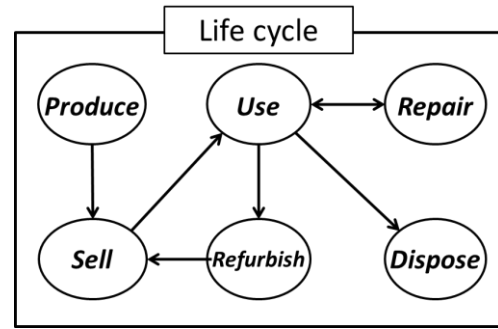 Life cycle
Produce
Use
Repair
Sell
Refurbish
Dispose